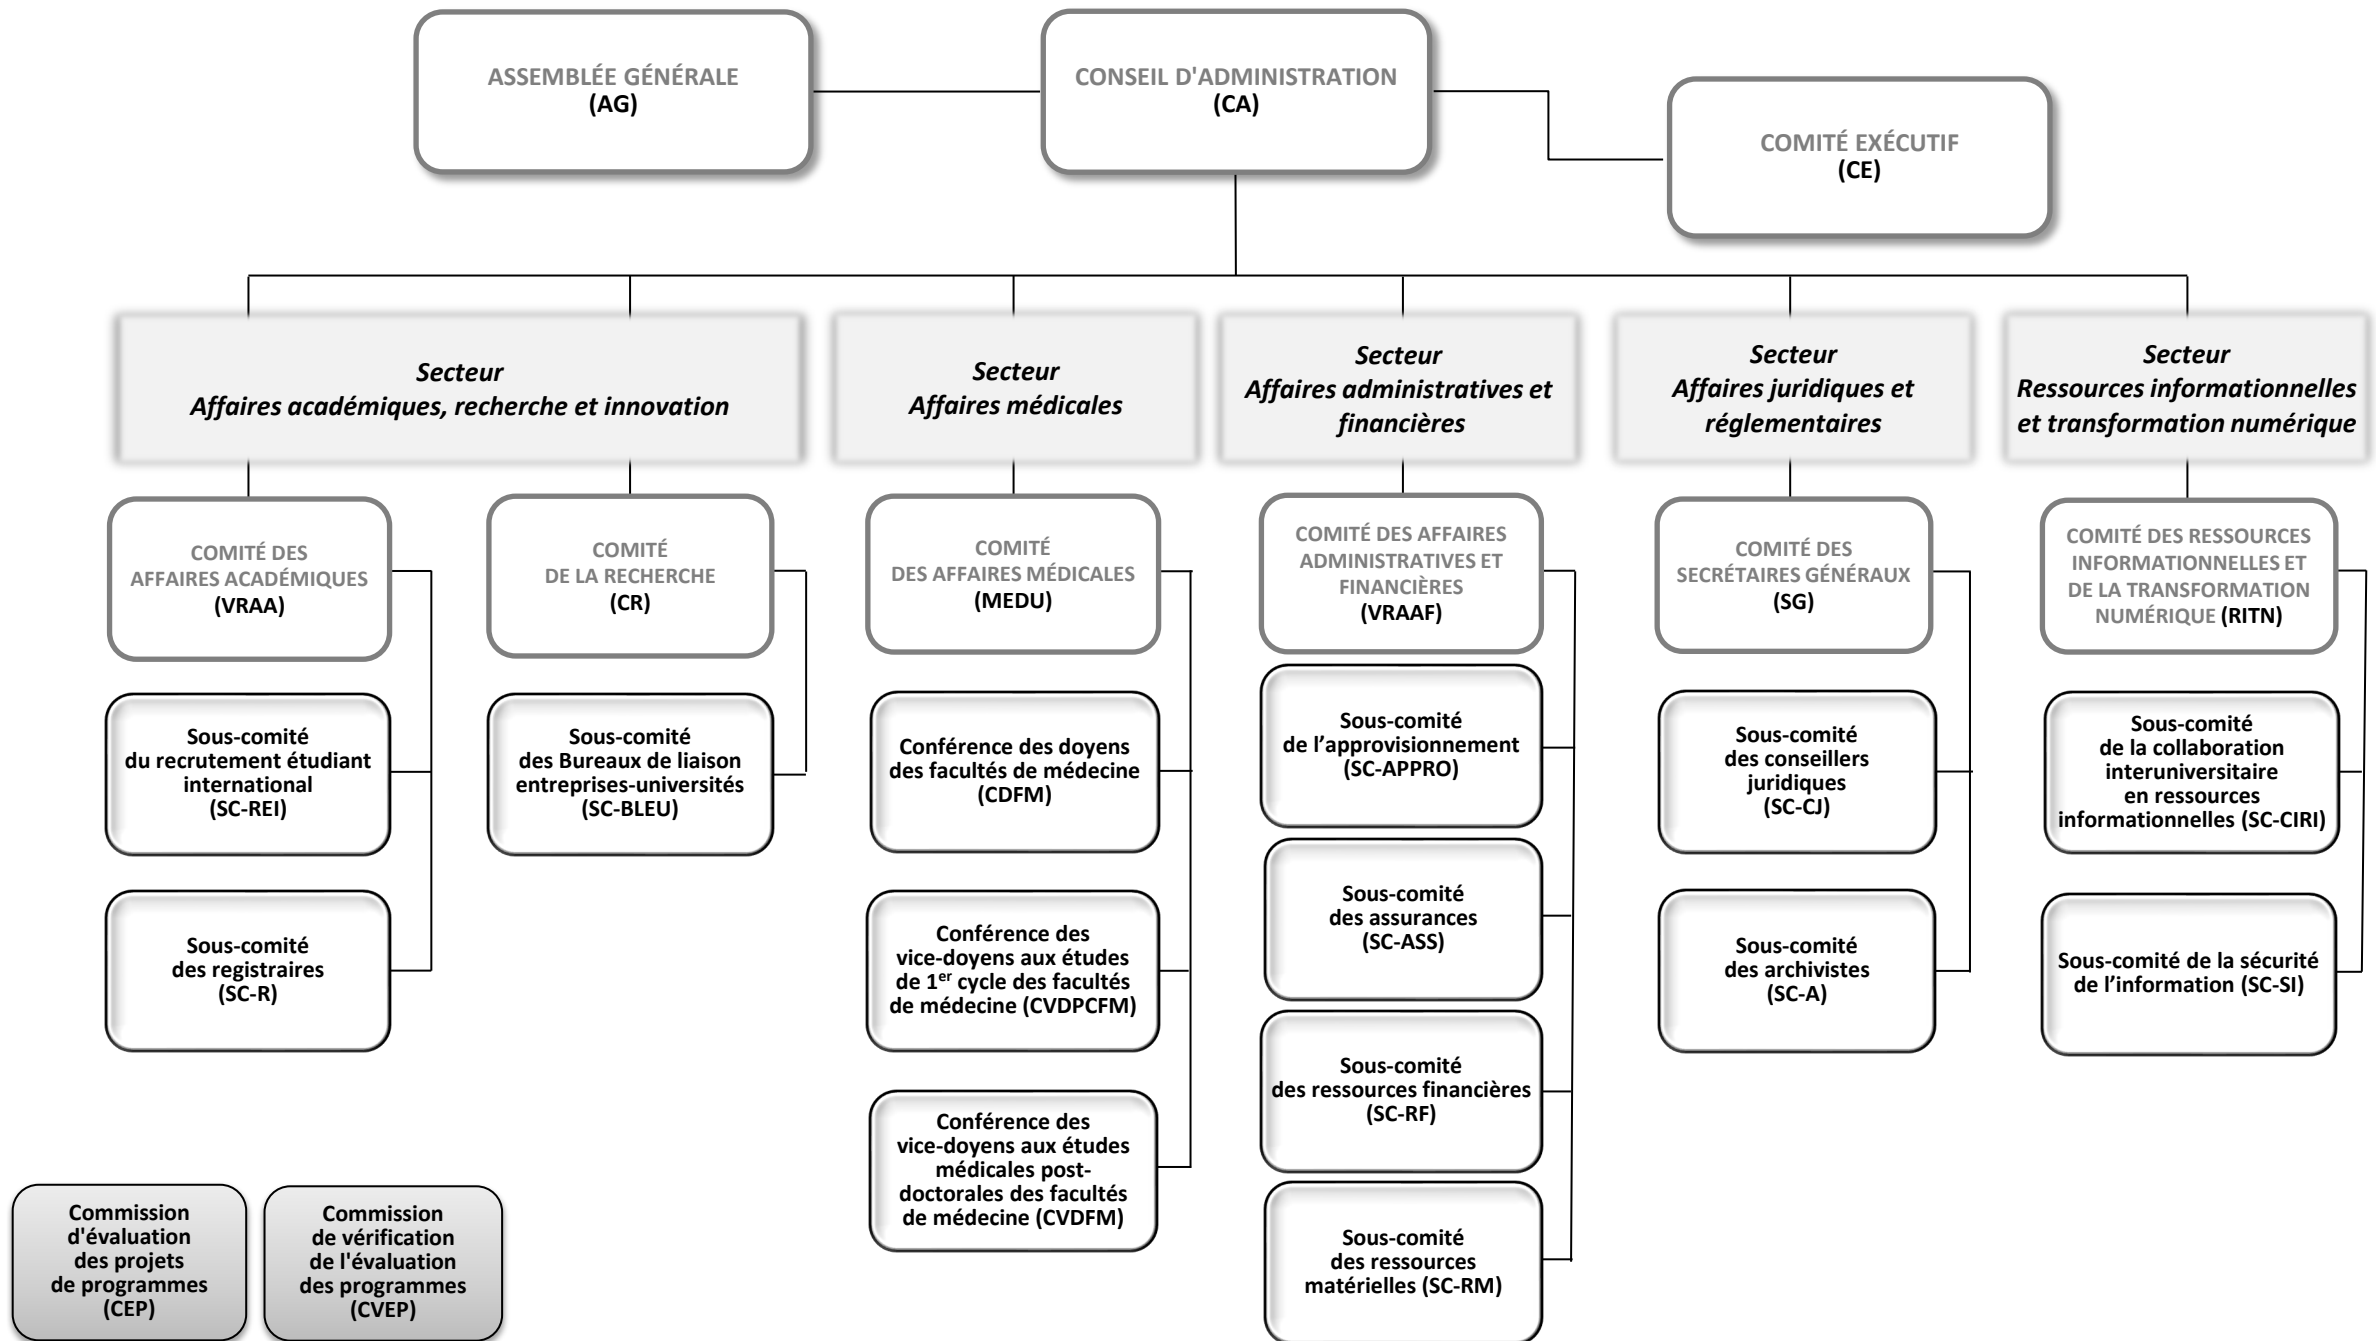 ASSEMBLÉE GÉNÉRALE
(AG)
CONSEIL D'ADMINISTRATION
(CA)
COMITÉ EXÉCUTIF
(CE)
Secteur
Affaires académiques, recherche et innovation
Secteur
Affaires médicales
Secteur
Affaires administratives et
financières
Secteur
Affaires juridiques et
réglementaires
Secteur
Ressources informationnelles
et transformation numérique
COMITÉ DES
AFFAIRES ACADÉMIQUES
(VRAA)
COMITÉ
DE LA RECHERCHE
(CR)
COMITÉ
DES AFFAIRES MÉDICALES
(MEDU)
COMITÉ DES AFFAIRES
ADMINISTRATIVES ET
FINANCIÈRES
(VRAAF)
COMITÉ DES
SECRÉTAIRES GÉNÉRAUX
(SG)
COMITÉ DES RESSOURCES
INFORMATIONNELLES ET
DE LA TRANSFORMATION
NUMÉRIQUE (RITN)
Sous-comité
du recrutement étudiant
international
(SC-REI)
Sous-comité
des Bureaux de liaison
entreprises-universités
(SC-BLEU)
Conférence des doyens
des facultés de médecine
(CDFM)
Sous-comité
de l’approvisionnement
(SC-APPRO)
Sous-comité
des conseillers
juridiques
(SC-CJ)
Sous-comité
de la collaboration
interuniversitaire
en ressources
informationnelles (SC-CIRI)
Sous-comité
des registraires
(SC-R)
Conférence des
vice-doyens aux études
de 1er cycle des facultés
de médecine (CVDPCFM)
Sous-comité
des assurances
(SC-ASS)
Sous-comité
des archivistes
(SC-A)
Sous-comité de la sécurité
de l’information (SC-SI)
Conférence des
vice-doyens aux études
médicales post-
doctorales des facultés
de médecine (CVDFM)
Sous-comité
des ressources financières
(SC-RF)
Sous-comité
des ressources
matérielles (SC-RM)
Commission
d'évaluation
des projets
de programmes
(CEP)
Commission
de vérification
de l'évaluation
des programmes
(CVEP)